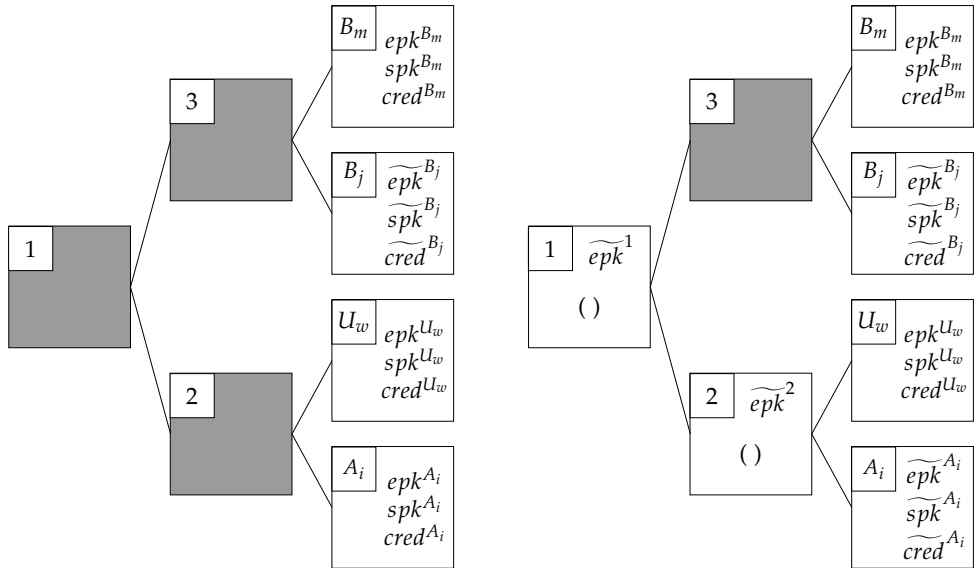 B_m
epk^{B_m}
spk^{B_m}
cred^{B_m}
3
B_j
\widetilde{epk}^{B_j}
\widetilde{spk}^{B_j}
\widetilde{cred}^{B_j}
1
U_w
epk^{U_w}
spk^{U_w}
cred^{U_w}
2
A_i
epk^{A_i}
spk^{A_i}
cred^{A_i}
B_m
epk^{B_m}
spk^{B_m}
cred^{B_m}
3
B_j
\widetilde{epk}^{B_j}
\widetilde{spk}^{B_j}
\widetilde{cred}^{B_j}
1
\widetilde{epk}^1
( )
U_w
epk^{U_w}
spk^{U_w}
cred^{U_w}
2
\widetilde{epk}^2
( )
A_i
\widetilde{epk}^{A_i}
\widetilde{spk}^{A_i}
\widetilde{cred}^{A_i}